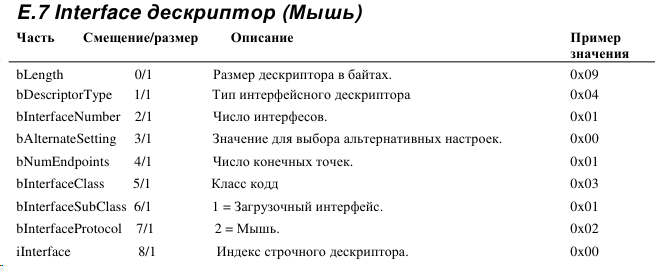 E.7 Interface дескриптор (Мышь)
Часть Смещение/размер Описание Пример значения
bLength 0/1 Размер дескриптора в байтах. 0x09
bDescriptorType 1/1 Тип интерфейсного дескриптора 0x04
bInterfaceNumber 2/1 Число интерфесов. 0x01
bAlternateSetting 3/1 Значение для выбора альтернативных настроек. 0x00
bNumEndpoints 4/1 Число конечных точек. 0x01
bInterfaceClass 5/1 Класс кодд 0x03
bInterfaceSubClass 6/1 1 = Загрузочный интерфейс. 0x01
bInterfaceProtocol 7/1 2 = Мышь. 0x02
iInterface 8/1 Индекс строчного дескриптора. 0x00